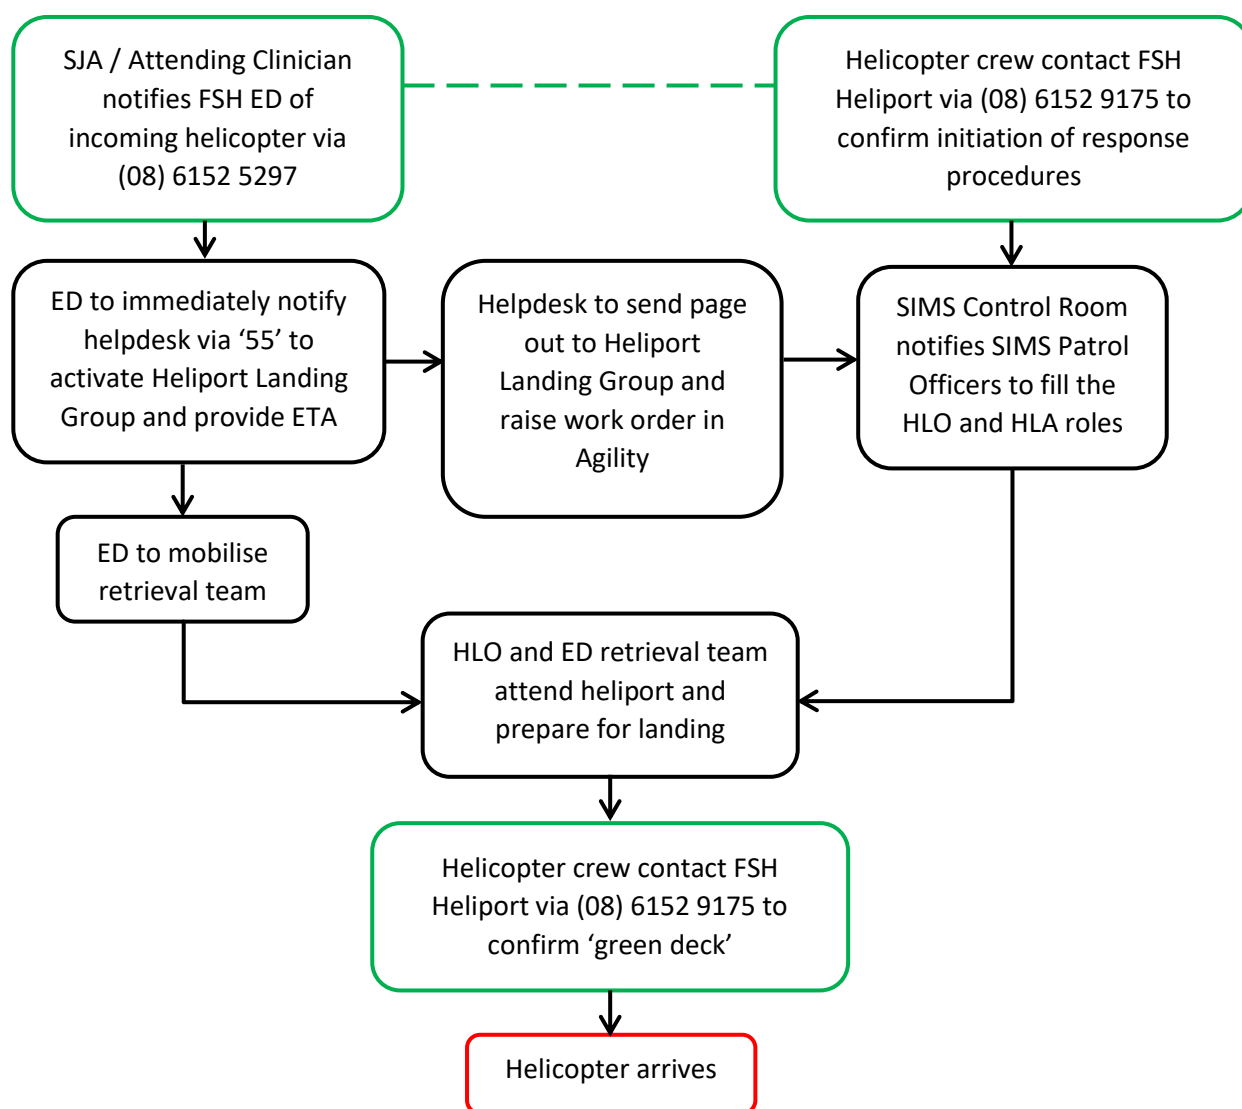 SJA / Attending Clinician
notifies FSH ED of
incoming helicopter via
(08) 6152 5297
Helicopter crew contact FSH
Heliport via (08) 6152 9175 to
confirm initiation of response
procedures
ED to immediately notify
helpdesk via ‘55’ to
activate Heliport Landing
Group and provide ETA
Helpdesk to send page
out to Heliport
Landing Group and
raise work order in
Agility
SIMS Control Room
notifies SIMS Patrol
Officers to fill the
HLO and HLA roles
ED to mobilise
retrieval team
HLO and ED retrieval team
attend heliport and
prepare for landing
Helicopter crew contact FSH
Heliport via (08) 6152 9175 to
confirm ‘green deck’
Helicopter arrives